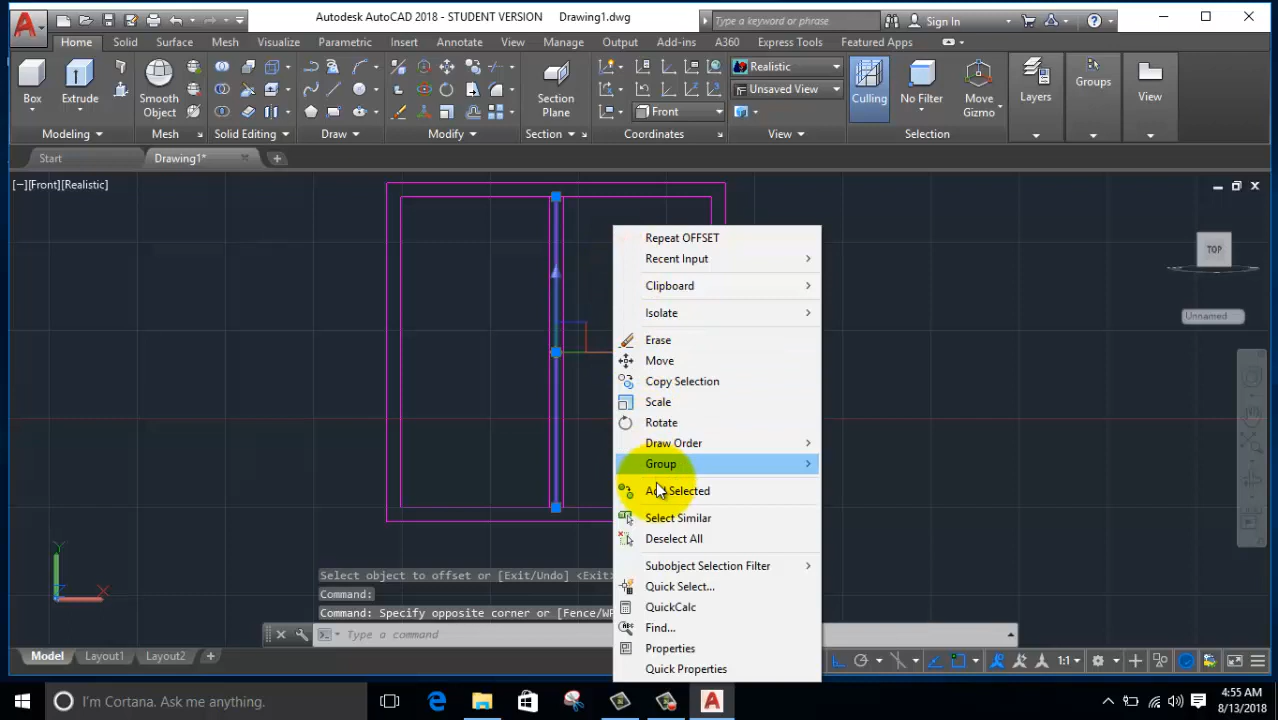 Autodesk AutoCAD 2018 - STUDENT VERSION Drawing1.dwg
Type a keyword or phrase
Sign In
Home Solid Surface Mesh Visualize Parametric Insert Annotate View Manage Output Add-ins A360 Express Tools Featured Apps
Box
Extrude
Smooth
Object
Section
Plane
Realistic
Unsaved View
Front
Culling
No Filter
Move
Gizmo
Layers
Groups
View
Modeling Mesh Solid Editing Draw Modify Section Coordinates View Selection
Start
Drawing1*
[−][Front][Realistic]
TOP
Unnamed
Repeat OFFSET
Recent Input
Clipboard
Isolate
Erase
Move
Copy Selection
Scale
Rotate
Draw Order
Group
Add Selected
Select Similar
Deselect All
Subobject Selection Filter
Quick Select...
QuickCalc
Find...
Properties
Quick Properties
Y
X
Select object to offset or [Exit/Undo] <Exit>
Command:
Command: Specify opposite corner or [Fence/WP
Type a command
Model Layout1 Layout2
1:1
I'm Cortana. Ask me anything.
4:55 AM
8/13/2018